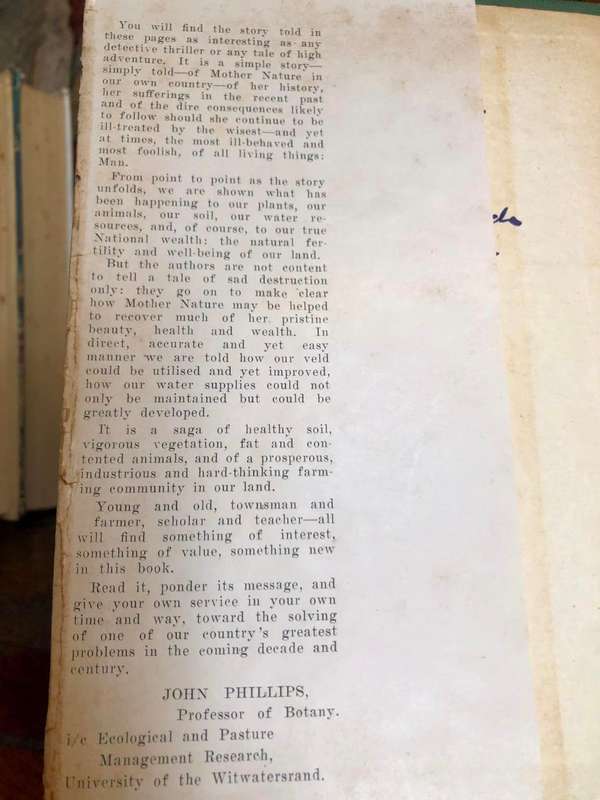 You will find the story told in
these pages as interesting as any
detective thriller or any tale of high
adventure. It is a simple story—
simply told—of Mother Nature in
our own country—of her history,
her sufferings in the recent past
and of the dire consequences likely
to follow should she continue to be
ill-treated by the wisest—and yet
at times, the most ill-behaved and
most foolish, of all living things:
Man.
From point to point as the story
unfolds, we are shown what has
been happening to our plants, our
animals, our soil, our water re-
sources, and, of course, to our true
National wealth: the natural fer-
tility and well-being of our land.
But the authors are not content
to tell a tale of sad destruction
only: they go on to make clear
how Mother Nature may be helped
to recover much of her pristine
beauty, health and wealth. In
direct, accurate and yet easy
manner we are told how our veld
could be utilised and yet improved,
how our water supplies could not
only be maintained but could be
greatly developed.
It is a saga of healthy soil,
vigorous vegetation, fat and con-
tented animals, and of a prosperous,
industrious and hard-thinking farm-
ing community in our land.
Young and old, townsman and
farmer, scholar and teacher—all
will find something of interest,
something of value, something new
in this book.
Read it, ponder its message, and
give your own service in your own
time and way, toward the solving
of one of our country's greatest
problems in the coming decade and
century.
JOHN PHILLIPS,
Professor of Botany.
i/c Ecological and Pasture
Management Research,
University of the Witwatersrand.